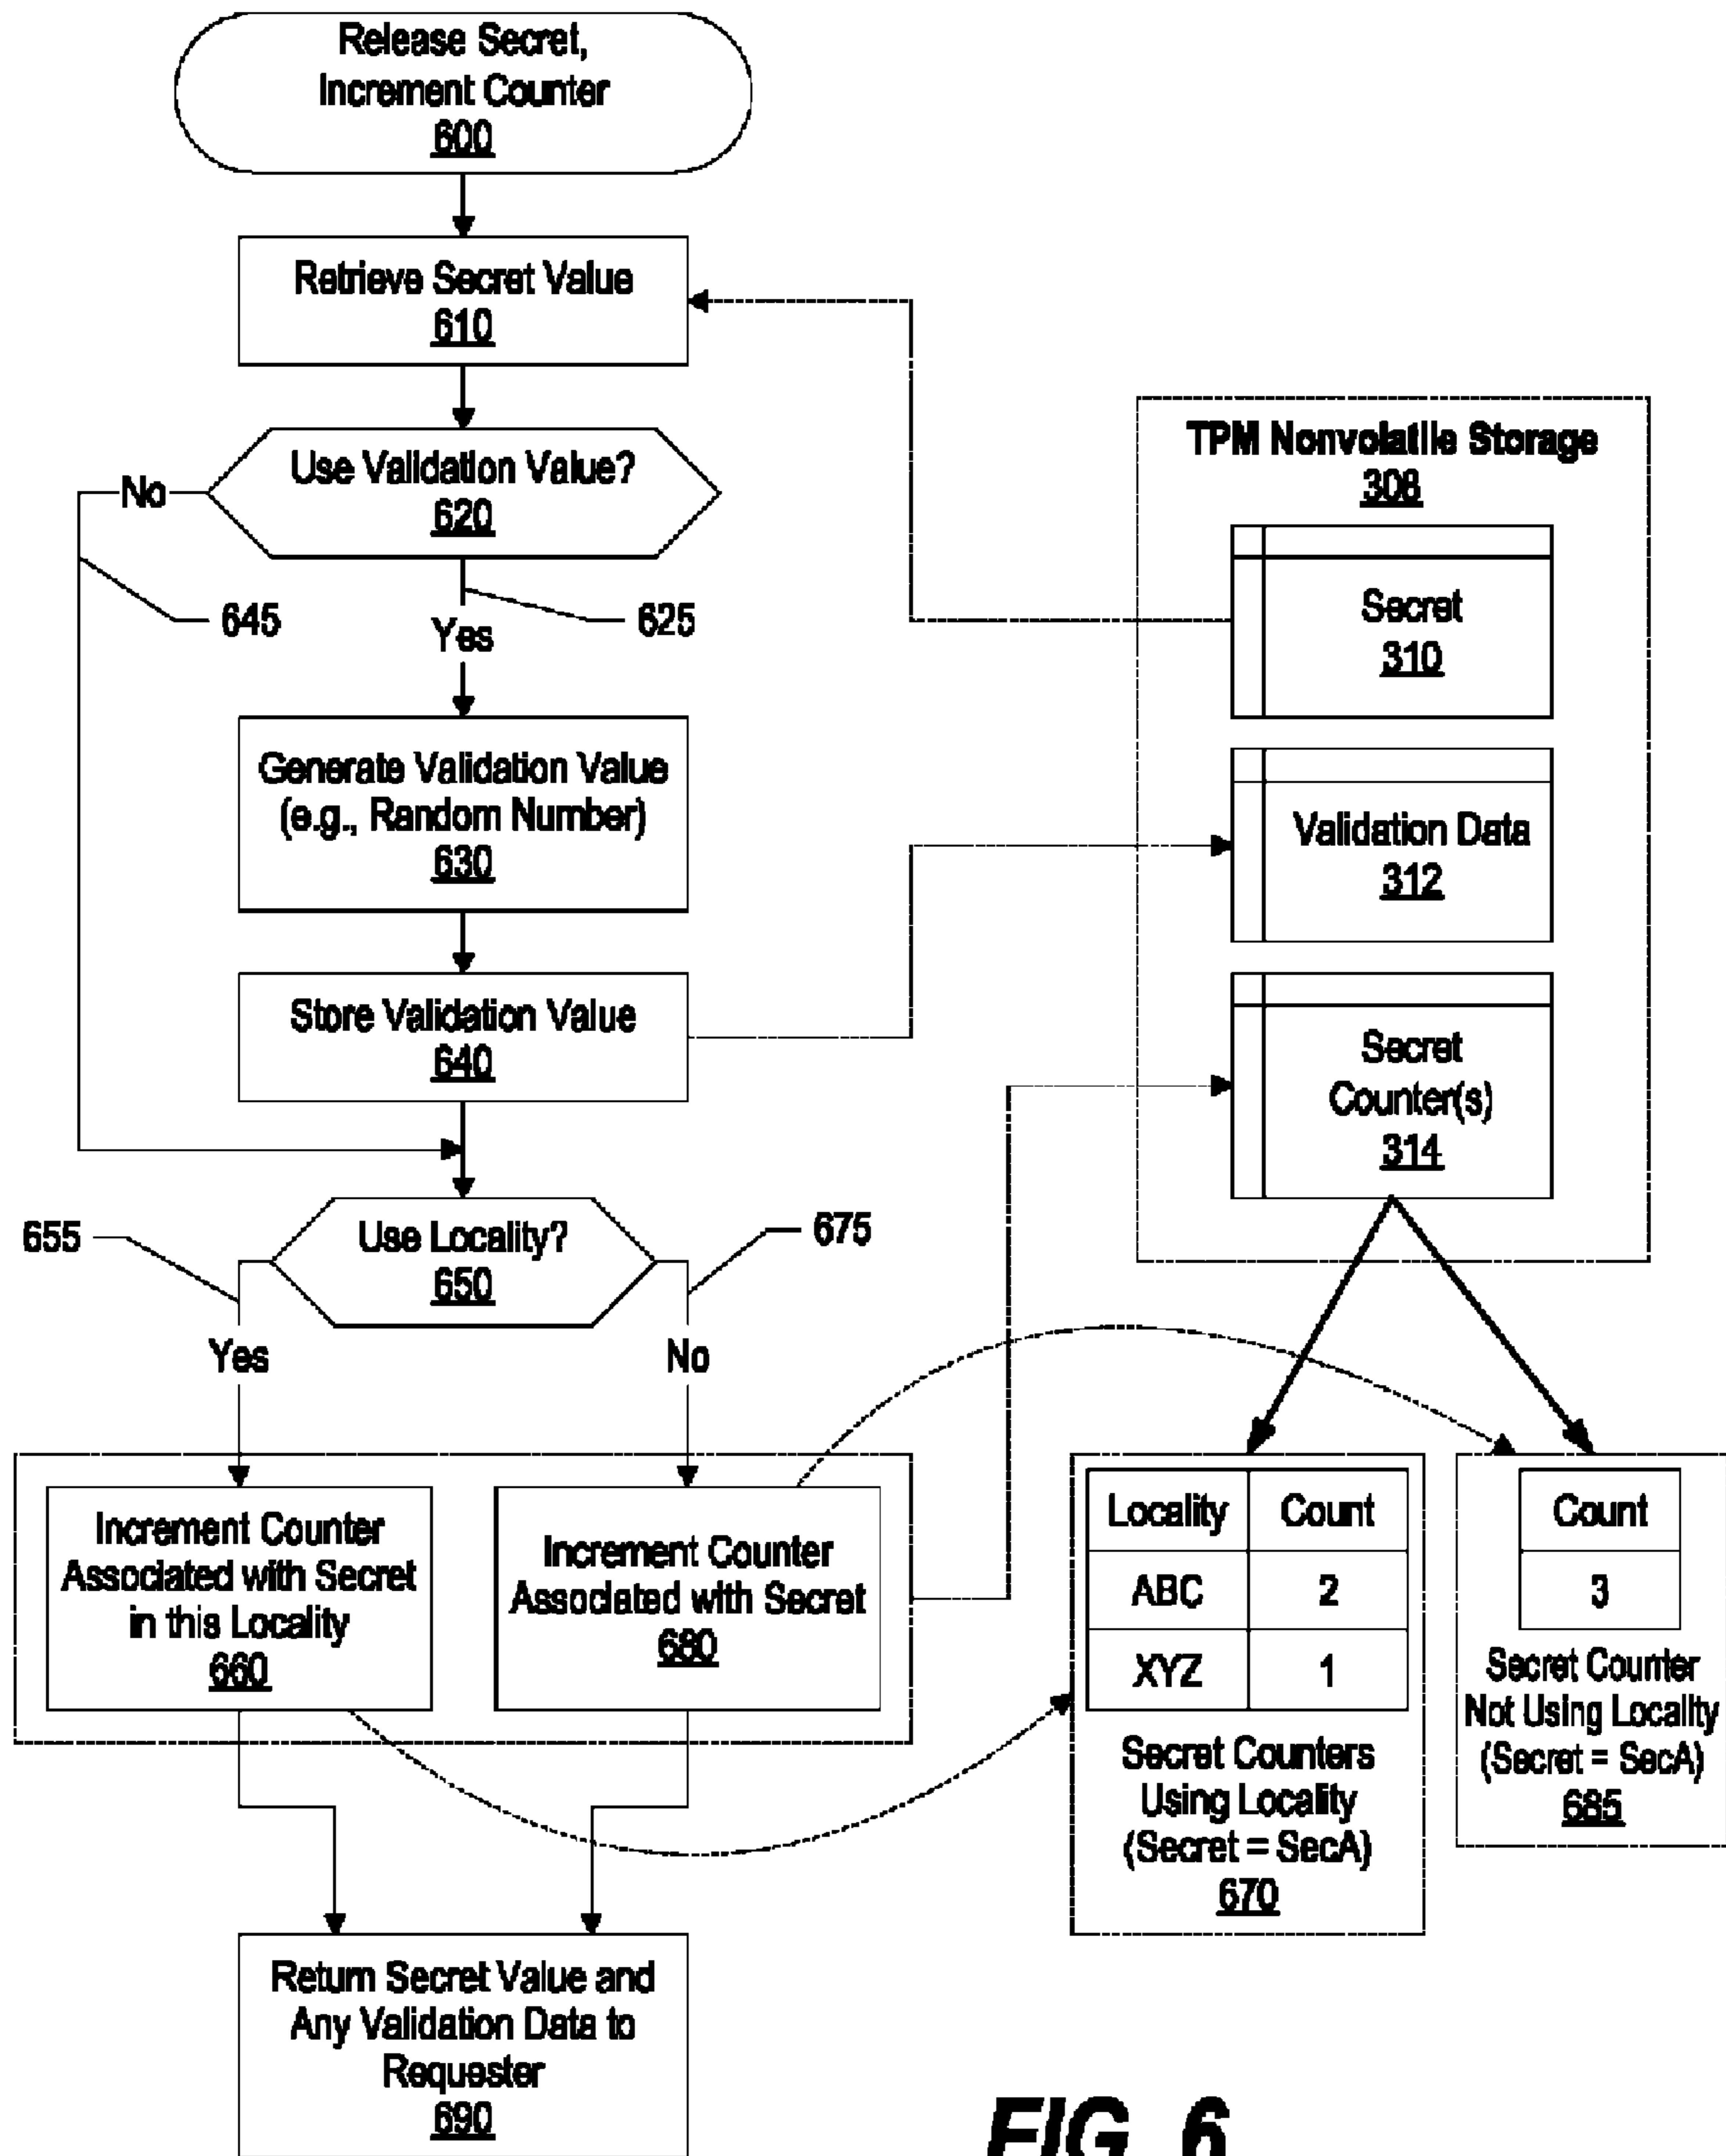 Release Secret,
Increment Counter
600
Retrieve Secret Value
610
Use Validation Value?
620
No
645
Yes
625
Generate Validation Value
(e.g., Random Number)
630
Store Validation Value
640
Use Locality?
650
655
675
Yes
No
Increment Counter
Associated with Secret
in this Locality
660
Increment Counter
Associated with Secret
680
Return Secret Value and
Any Validation Data to
Requester
690
TPM Nonvolatile Storage
308
Secret
310
Validation Data
312
Secret
Counter(s)
314
Locality Count
ABC 2
XYZ 1
Secret Counters
Using Locality
(Secret = SecA)
670
Count
3
Secret Counter
Not Using Locality
(Secret = SecA)
685
FIG. 6